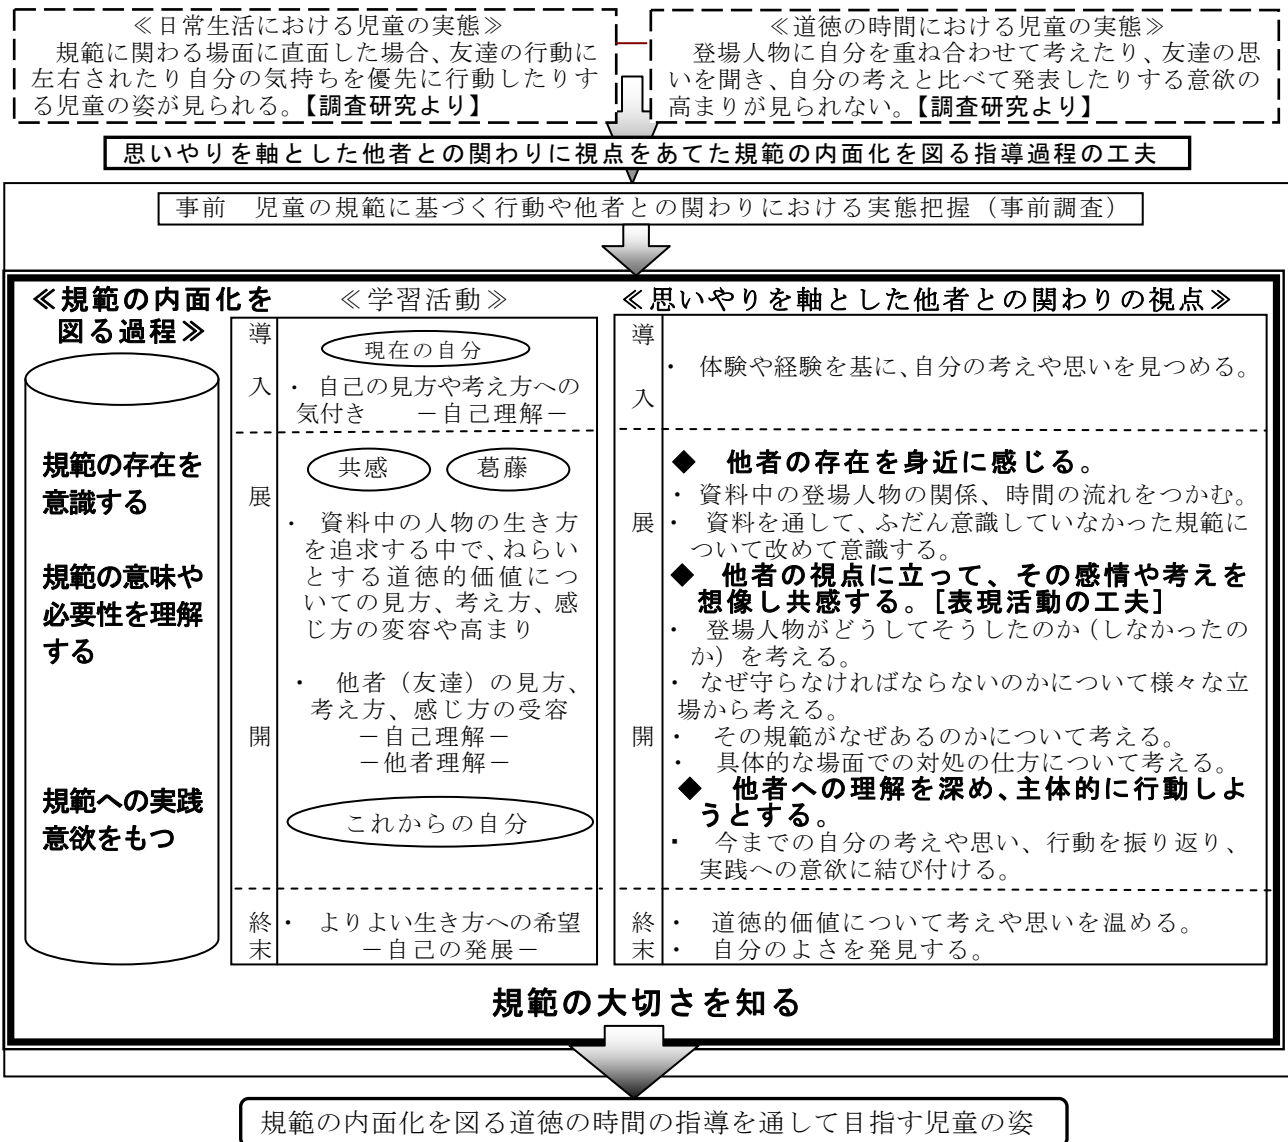 ≪日常生活における児童の実態≫
規範に関わる場面に直面した場合、友達の行動に
左右されたり自分の気持ちを優先に行動したりす
る児童の姿が見られる。【調査研究より】
≪道徳の時間における児童の実態≫
登場人物に自分を重ね合わせて考えたり、友達の思
いを聞き、自分の考えと比べて発表したりする意欲の
高まりが見られない。【調査研究より】
思いやりを軸とした他者との関わりに視点をあてた規範の内面化を図る指導過程の工夫
事前　児童の規範に基づく行動や他者との関わりにおける実態把握（事前調査）
≪規範の内面化を
図る過程≫
規範の存在を
意識する
規範の意味や
必要性を理解
する
規範への実践
意欲をもつ
≪学習活動≫
導入
現在の自分
・ 自己の見方や考え方への
気付き　－自己理解－
展開
共感　葛藤
・ 資料中の人物の生き方
を追求する中で、ねらい
とする道徳的価値につ
いての見方、考え方、感
じ方の変容や高まり
・ 他者（友達）の見方、
考え方、感じ方の受容
－自己理解－
－他者理解－
これからの自分
終末
・ よりよい生き方への希望
－自己の発展－
≪思いやりを軸とした他者との関わりの視点≫
導入
・ 体験や経験を基に、自分の考えや思いを見つめる。
展開
◆ 他者の存在を身近に感じる。
・ 資料中の登場人物の関係、時間の流れをつかむ。
・ 資料を通して、ふだん意識していなかった規範に
ついて改めて意識する。
◆ 他者の視点に立って、その感情や考えを
想像し共感する。［表現活動の工夫］
・ 登場人物がどうしてそうしたのか（しなかったの
か）を考える。
・ なぜ守らなければならないのかについて様々な立
場から考える。
・ その規範がなぜあるのかについて考える。
・ 具体的な場面での対処の仕方について考える。
◆ 他者への理解を深め、主体的に行動しよ
うとする。
・ 今までの自分の考えや思い、行動を振り返り、
実践への意欲に結び付ける。
終末
・ 道徳的価値について考えや思いを温める。
・ 自分のよさを発見する。
規範の大切さを知る
規範の内面化を図る道徳の時間の指導を通して目指す児童の姿